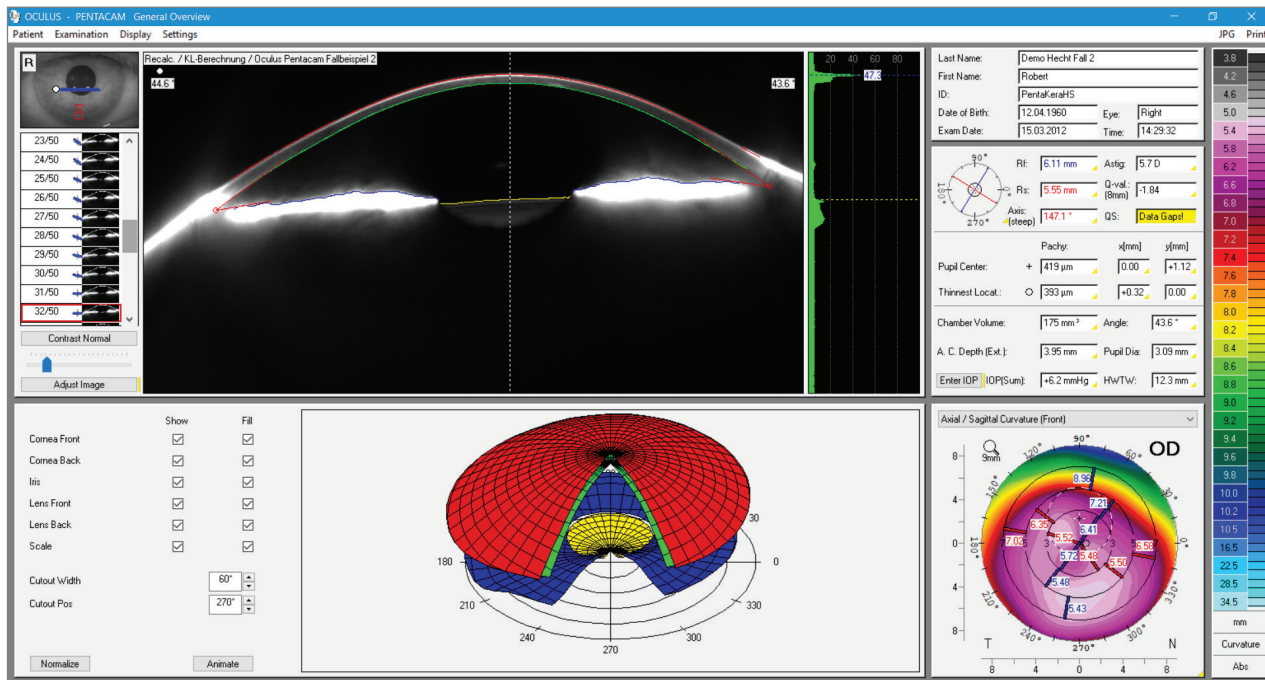 OCULUS - PENTACAM General Overview
Patient Examination Display Settings JPG Print
R
Recalc. / KL-Berechnung / Oculus Pentacam Fallbeispiel 2
44.6 °
43.6 °
20 40 60 80
47.3
23/50
24/50
25/50
26/50
27/50
28/50
29/50
30/50
31/50
32/50
Contrast Normal
Adjust Image
Last Name: Demo Hecht Fall 2
First Name: Robert
ID: PentaKeraHS
Date of Birth: 12.04.1960 Eye: Right
Exam Date: 15.03.2012 Time: 14:29:32
90°
180°
0°
270°
Rf: 6.11 mm Astig: 5.7 D
Rs: 5.55 mm Q-val.: (8mm) -1.84
Axis: (steep) 147.1 ° QS: Data Gaps!
Pachy: x[mm] y[mm]
Pupil Center: + 419 µm 0.00 +1.12
Thinnest Locat.: O 393 µm +0.32 0.00
Chamber Volume: 175 mm³ Angle: 43.6 °
A. C. Depth (Ext.): 3.95 mm Pupil Dia: 3.09 mm
Enter IOP IOP(Sum): +6.2 mmHg HWTW: 12.3 mm
Show Fill
Cornea Front
Cornea Back
Iris
Lens Front
Lens Back
Scale
Cutout Width 60°
Cutout Pos 270°
Normalize Animate
30
180 0
210 330
240 300
270
Axial / Sagittal Curvature (Front)
9mm
OD
90°
120° 60°
150°
180° 0°
210° 330°
240° 300°
270°
8
4
0
4
8
8.96
7.21
6.35 6.41
7.02 5.52 6.58
5.72 5.48 5.50
5.48
5.43
3 3
T N
8 4 0 4 8
3.8
4.2
4.6
5.0
5.4
5.8
6.2
6.6
6.8
7.0
7.2
7.4
7.6
7.8
8.0
8.2
8.4
8.6
8.8
9.0
9.2
9.4
9.6
9.8
10.0
10.2
10.5
16.5
22.5
28.5
34.5
mm
Curvature
Abs